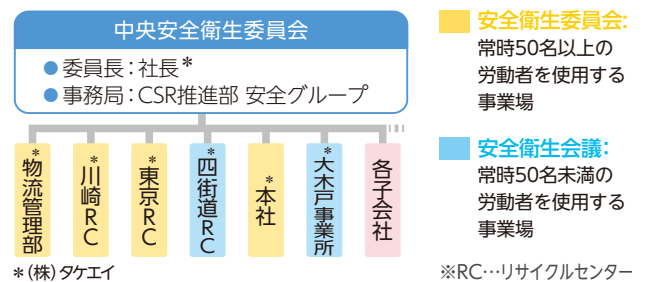 中央安全衛生委員会
●委員長：社長＊
●事務局：CSR推進部 安全グループ
＊物流管理部
＊川崎RC
＊東京RC
＊四街道RC
＊本社
＊大木戸事業所
各子会社
＊(株)タケエイ
安全衛生委員会:
常時50名以上の
労働者を使用する
事業場
安全衛生会議:
常時50名未満の
労働者を使用する
事業場
※RC…リサイクルセンター